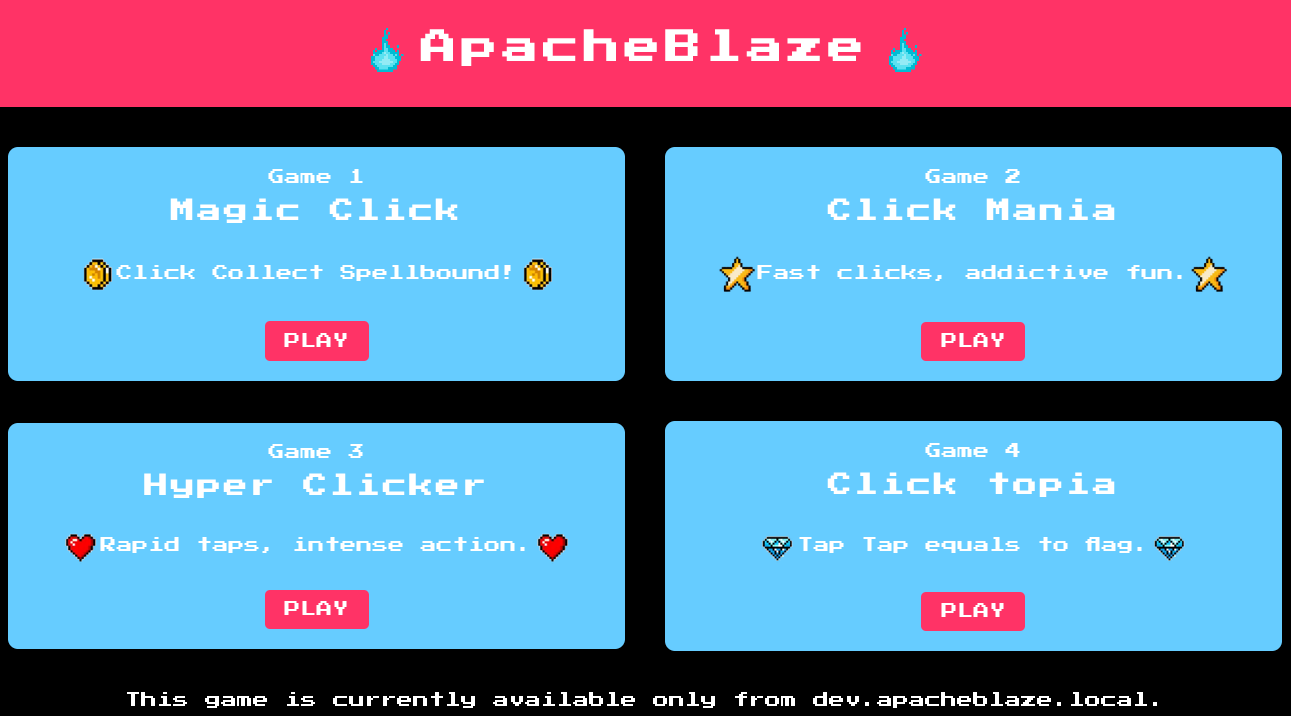 ApacheBlaze
Game 1
Magic Click
Click Collect Spellbound!
PLAY
Game 2
Click Mania
Fast clicks, addictive fun.
PLAY
Game 3
Hyper Clicker
Rapid taps, intense action.
PLAY
Game 4
Click topia
Tap Tap equals to flag.
PLAY
This game is currently available only from dev.apacheblaze.local.